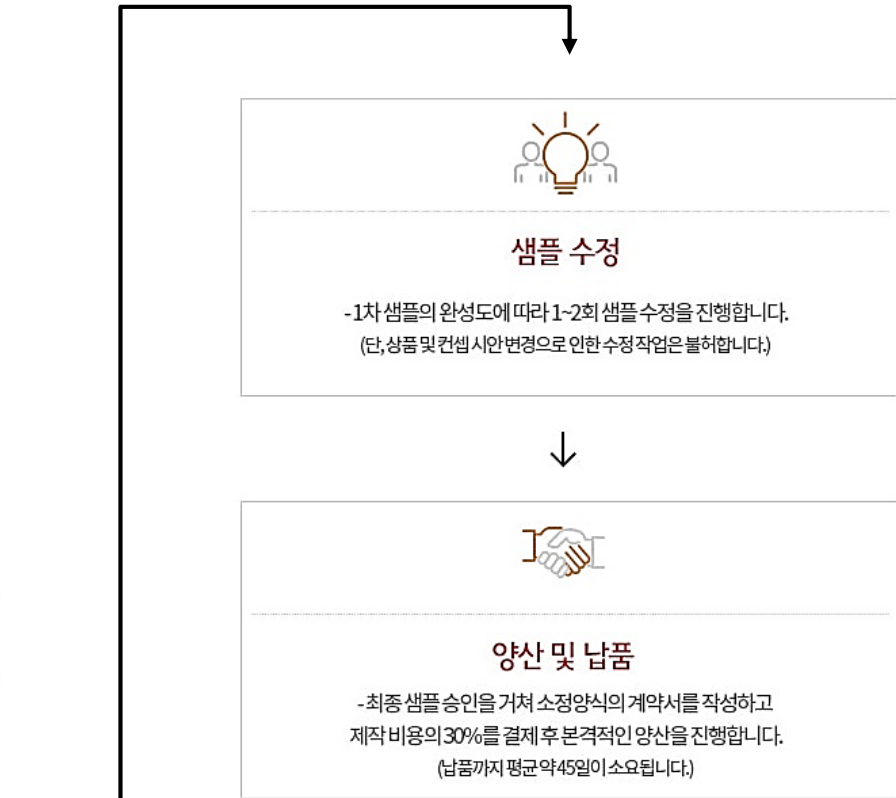 샘플 수정
- 1차 샘플의 완성도에 따라 1~2회 샘플 수정을 진행합니다.
(단, 상품 및 컨셉 시안 변경으로 인한 수정 작업은 불허합니다.)
양산 및 납품
- 최종 샘플 승인을 거쳐 소정양식의 계약서를 작성하고
제작 비용의 30%를 결제 후 본격적인 양산을 진행합니다.
(납품까지 평균 약 45일이 소요됩니다.)